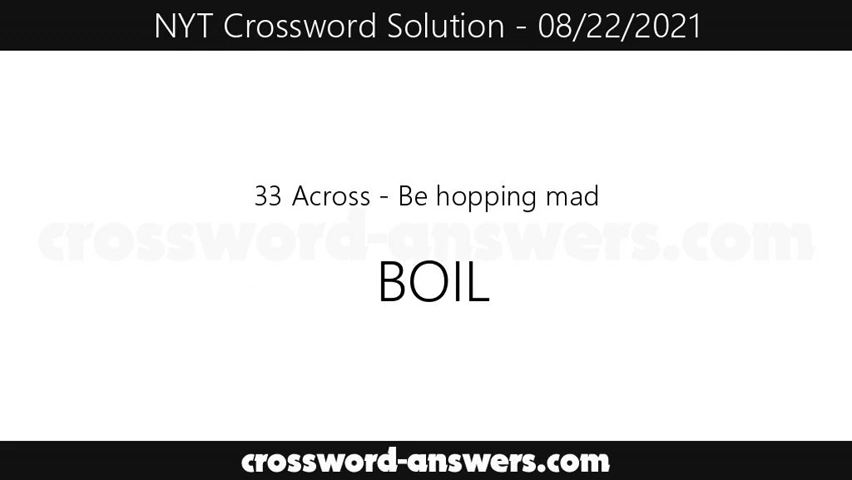 NYT Crossword Solution - 08/22/2021
33 Across - Be hopping mad
crossword-answers.com
BOIL
crossword-answers.com